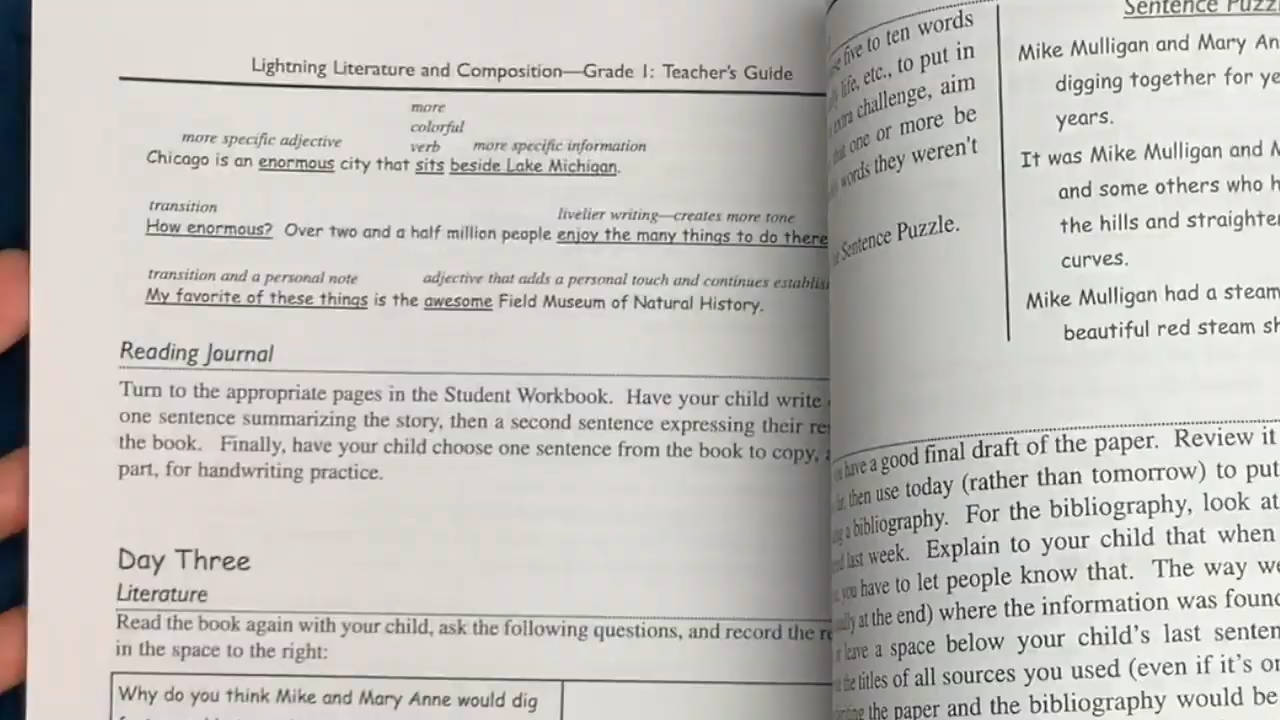 Lightning Literature and Composition—Grade 1: Teacher's Guide
more
colorful
more specific adjective verb more specific information
Chicago is an enormous city that sits beside Lake Michigan.
transition livelier writing—creates more tone
How enormous? Over two and a half million people enjoy the many things to do there
transition and a personal note adjective that adds a personal touch and continues
My favorite of these things is the awesome Field Museum of Natural History.
Reading Journal
Turn to the appropriate pages in the Student Workbook. Have your child write
one sentence summarizing the story, then a second sentence expressing their
the book. Finally, have your child choose one sentence from the book to copy,
part, for handwriting practice.
Day Three
Literature
Read the book again with your child, ask the following questions, and record the
in the space to the right:
Why do you think Mike and Mary Anne would dig
five to ten words
life, etc., to put in
extra challenge, aim
one or more be
words they weren't
Sentence Puzzle.
Sentence
Mike Mulligan and Mary
digging together for
years.
It was Mike Mulligan and
and some others who
the hills and
curves.
Mike Mulligan had a steam
beautiful red steam
have a good final draft of the paper. Review it
then use today (rather than tomorrow) to put
a bibliography. For the bibliography, look at
last week. Explain to your child that when
you have to let people know that. The way
at the end) where the information was
leave a space below your child's last
the titles of all sources you used (even if it's
the paper and the bibliography would be